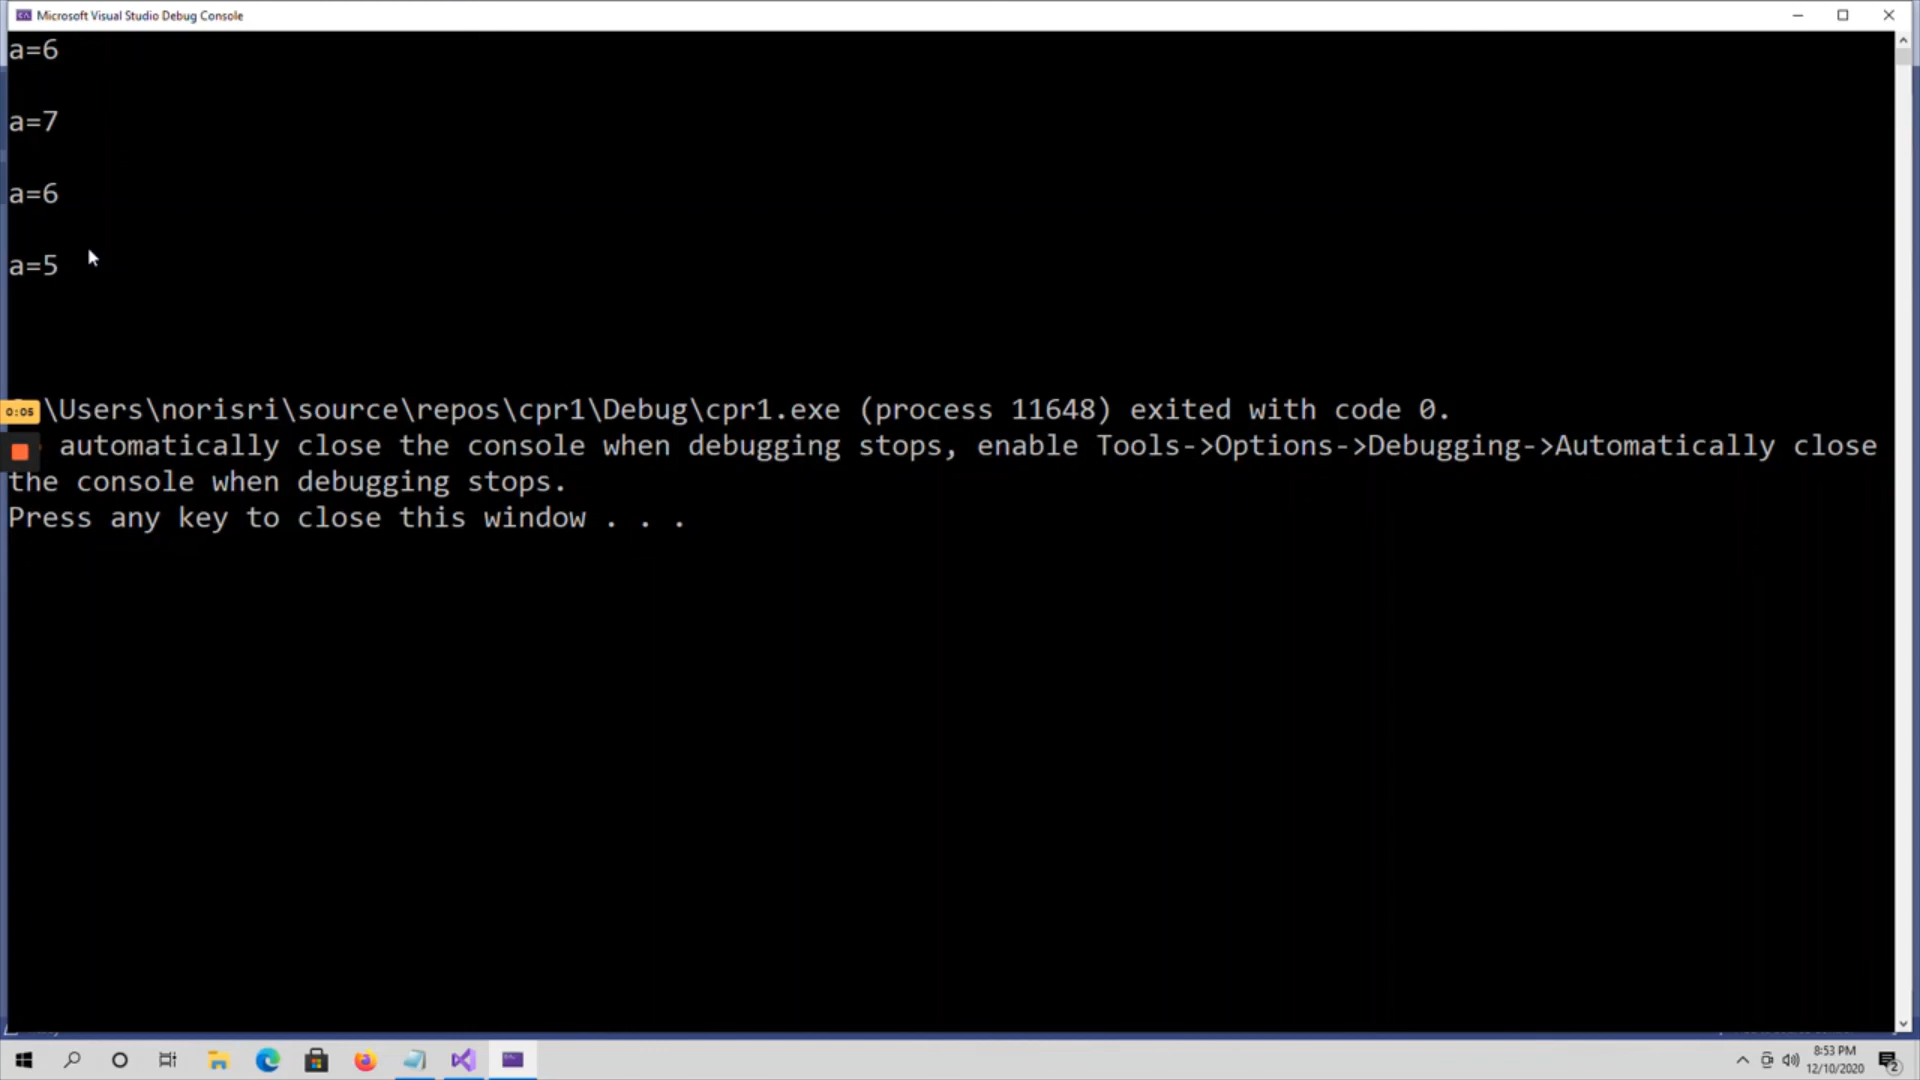 Microsoft Visual Studio Debug Console
a=6
a=7
a=6
a=5
\Users\norisri\source\repos\cpr1\Debug\cpr1.exe (process 11648) exited with code 0.
0:05
automatically close the console when debugging stops, enable Tools->Options->Debugging->Automatically close
the console when debugging stops.
Press any key to close this window . . .
8:53 PM
12/10/2020
2